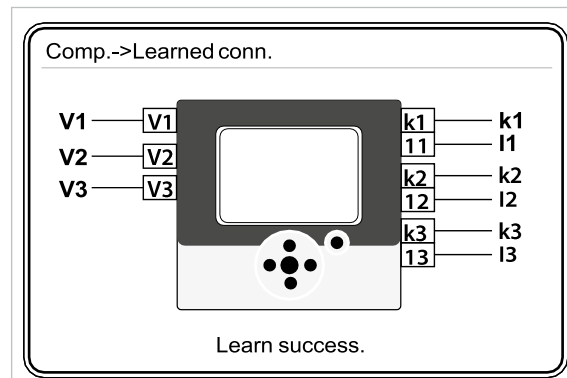 Comp.->Learned conn.
V1 V1 k1 k1
11 l1
V2 V2 k2 k2
12 l2
V3 V3 k3 k3
13 l3
Learn success.